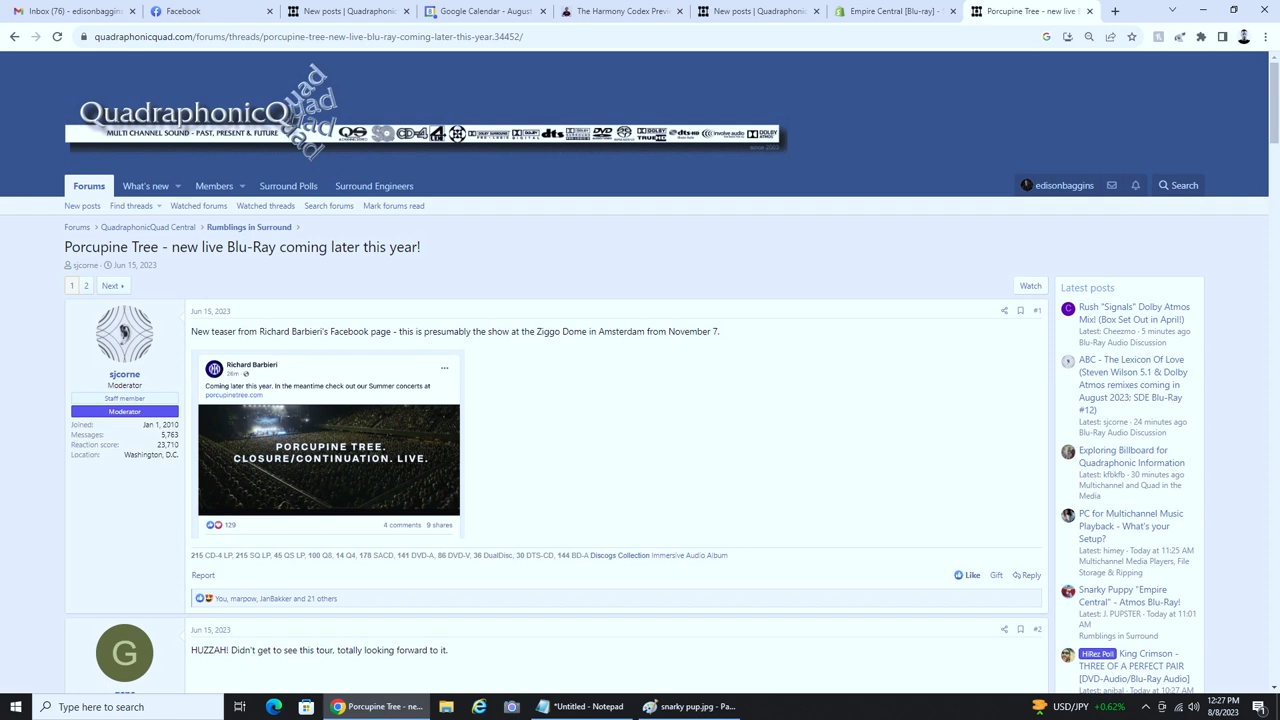 Inbox - edisonbaggins@
Facebook
New posts | Quadraphonic
Google Calendar - August
The Harmony Codex Previe
New posts | Quadraphonic
Empire Central [Blu-ray] -
Porcupine Tree - new live
quadraphonicquad.com/forums/threads/porcupine-tree-new-live-blu-ray-coming-later-this-year.34452/
QuadraphonicQuad
quad quad quad
MULTI CHANNEL SOUND - PAST, PRESENT & FUTURE
since 2002
Forums What's new Members Surround Polls Surround Engineers
edisonbaggins Search
New posts Find threads Watched forums Watched threads Search forums Mark forums read
Forums QuadraphonicQuad Central Rumblings in Surround
Porcupine Tree - new live Blu-Ray coming later this year!
sjcorne Jun 15, 2023
1 2 Next
Watch
sjcorne
Moderator
Staff member
Moderator
Joined: Jan 1, 2010
Messages: 5,763
Reaction score: 23,710
Location: Washington, D.C.
Jun 15, 2023
#1
New teaser from Richard Barbieri's Facebook page - this is presumably the show at the Ziggo Dome in Amsterdam from November 7.
Richard Barbieri
26m
Coming later this year. In the meantime check out our Summer concerts at
porcupinetree.com
PORCUPINE TREE.
CLOSURE/CONTINUATION. LIVE.
129
4 comments 9 shares
215 CD-4 LP, 215 SQ LP, 45 QS LP, 100 Q8, 14 Q4, 178 SACD, 141 DVD-A, 86 DVD-V, 36 DualDisc, 30 DTS-CD, 144 BD-A Discogs Collection Immersive Audio Album
Report
Like Gift Reply
You, marpow, JanBakker and 21 others
G
Jun 15, 2023
#2
HUZZAH! Didn't get to see this tour. totally looking forward to it.
Latest posts
C
Rush "Signals" Dolby Atmos
Mix! (Box Set Out in April!)
Latest: Cheezmo · 5 minutes ago
Blu-Ray Audio Discussion
ABC - The Lexicon Of Love
(Steven Wilson 5.1 & Dolby
Atmos remixes coming in
August 2023; SDE Blu-Ray
#12)
Latest: sjcorne · 24 minutes ago
Blu-Ray Audio Discussion
Exploring Billboard for
Quadraphonic Information
Latest: kfbkfb · 30 minutes ago
Multichannel and Quad in the
Media
PC for Multichannel Music
Playback - What's your
Setup?
Latest: himey · Today at 11:25 AM
Multichannel Media Players, File
Storage & Ripping
Snarky Puppy "Empire
Central" - Atmos Blu-Ray!
Latest: J. PUPSTER · Today at 11:01
AM
Rumblings in Surround
HiRez Poll King Crimson -
THREE OF A PERFECT PAIR
[DVD-Audio/Blu-Ray Audio]
Latest: anibal · Today at 10:27 AM
Type here to search
Porcupine Tree - ne...
*Untitled - Notepad
snarky pup.jpg - Pa...
USD/JPY +0.62%
12:27 PM
8/8/2023